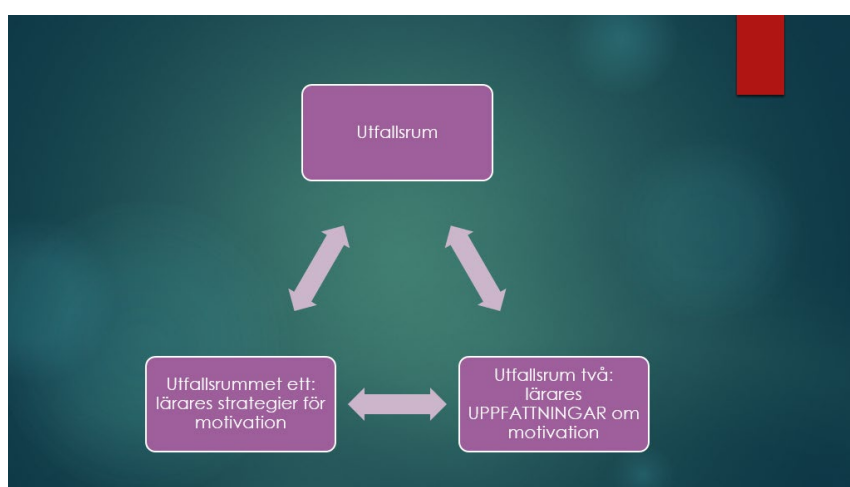 Utfallsrum
Utfallsrummet ett:
lärares strategier för
motivation
Utfallsrum två:
lärares
UPPFATTNINGAR om
motivation